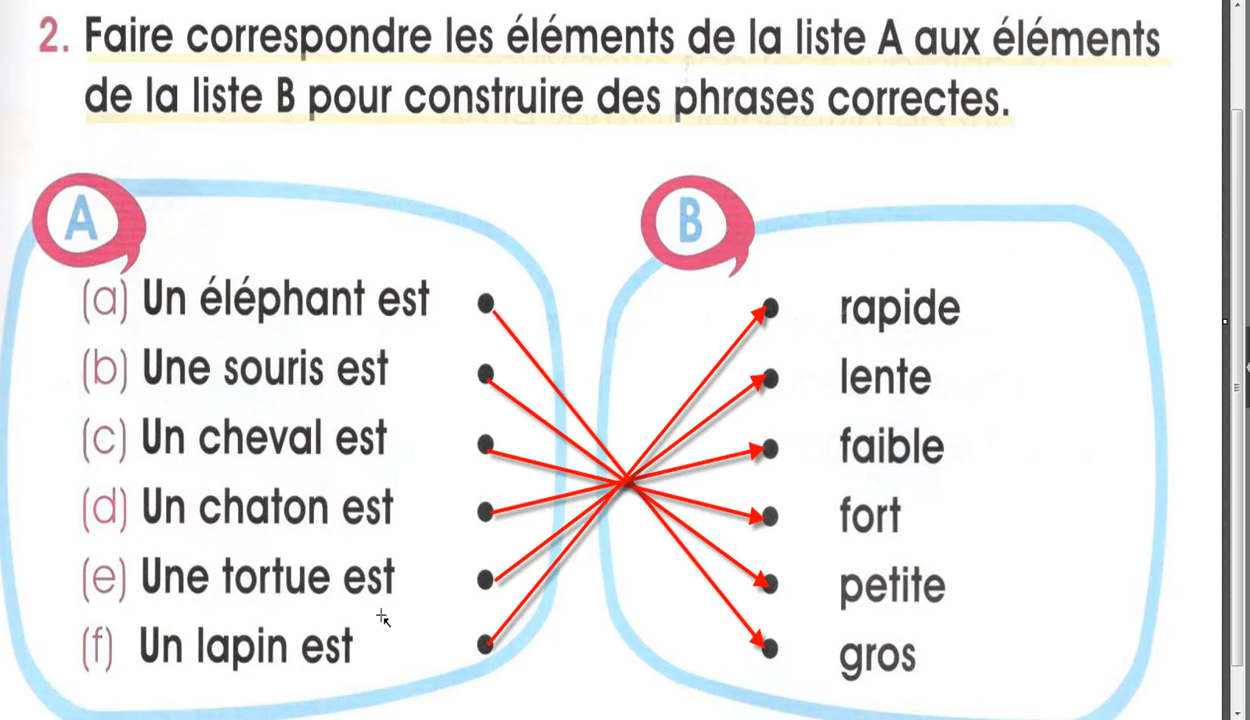 2. Faire correspondre les éléments de la liste A aux éléments
de la liste B pour construire des phrases correctes.
A
(a) Un éléphant est
(b) Une souris est
(c) Un cheval est
(d) Un chaton est
(e) Une tortue est
(f) Un lapin est
B
rapide
lente
faible
fort
petite
gros